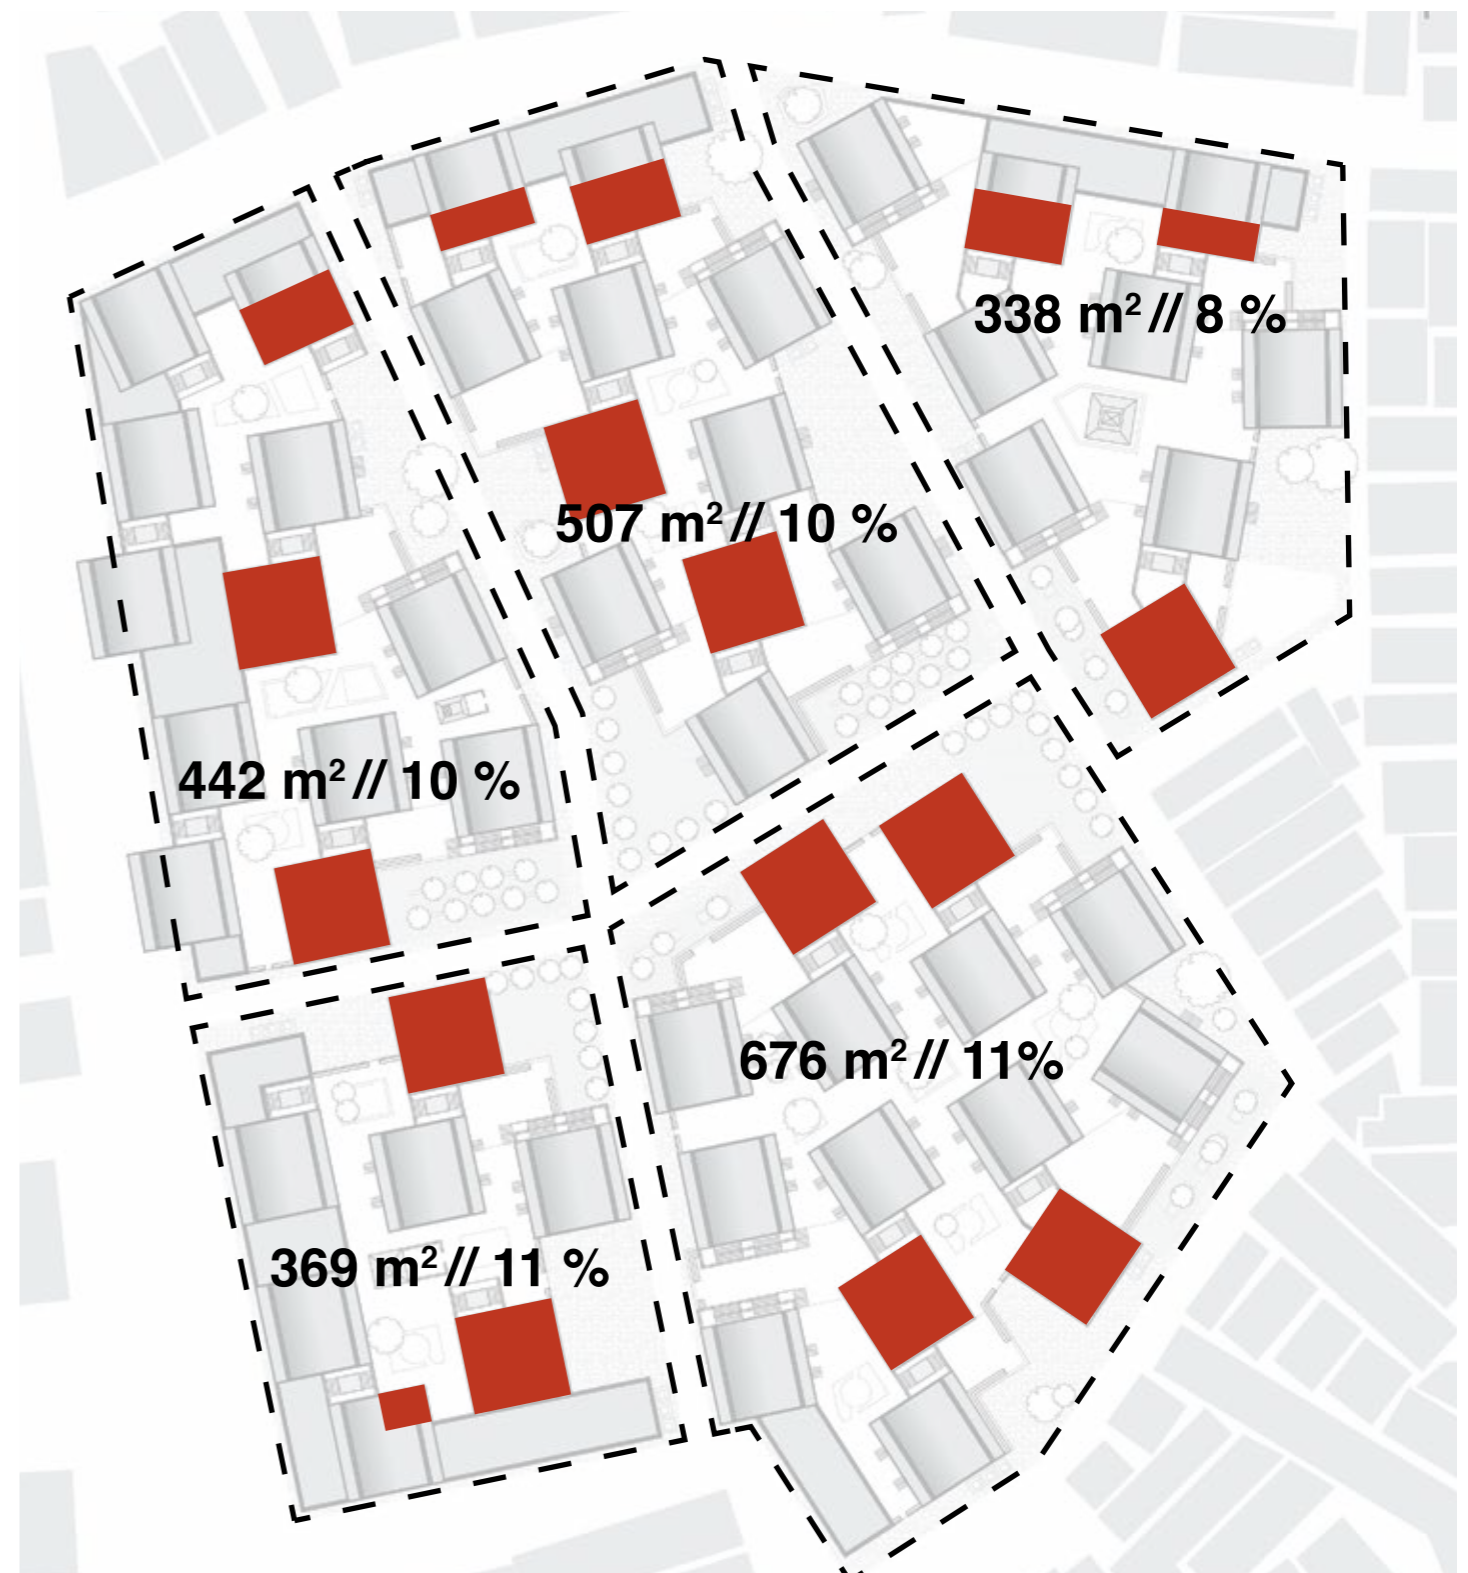 338 m² // 8 %
507 m² // 10 %
442 m² // 10 %
676 m² // 11%
369 m² // 11 %